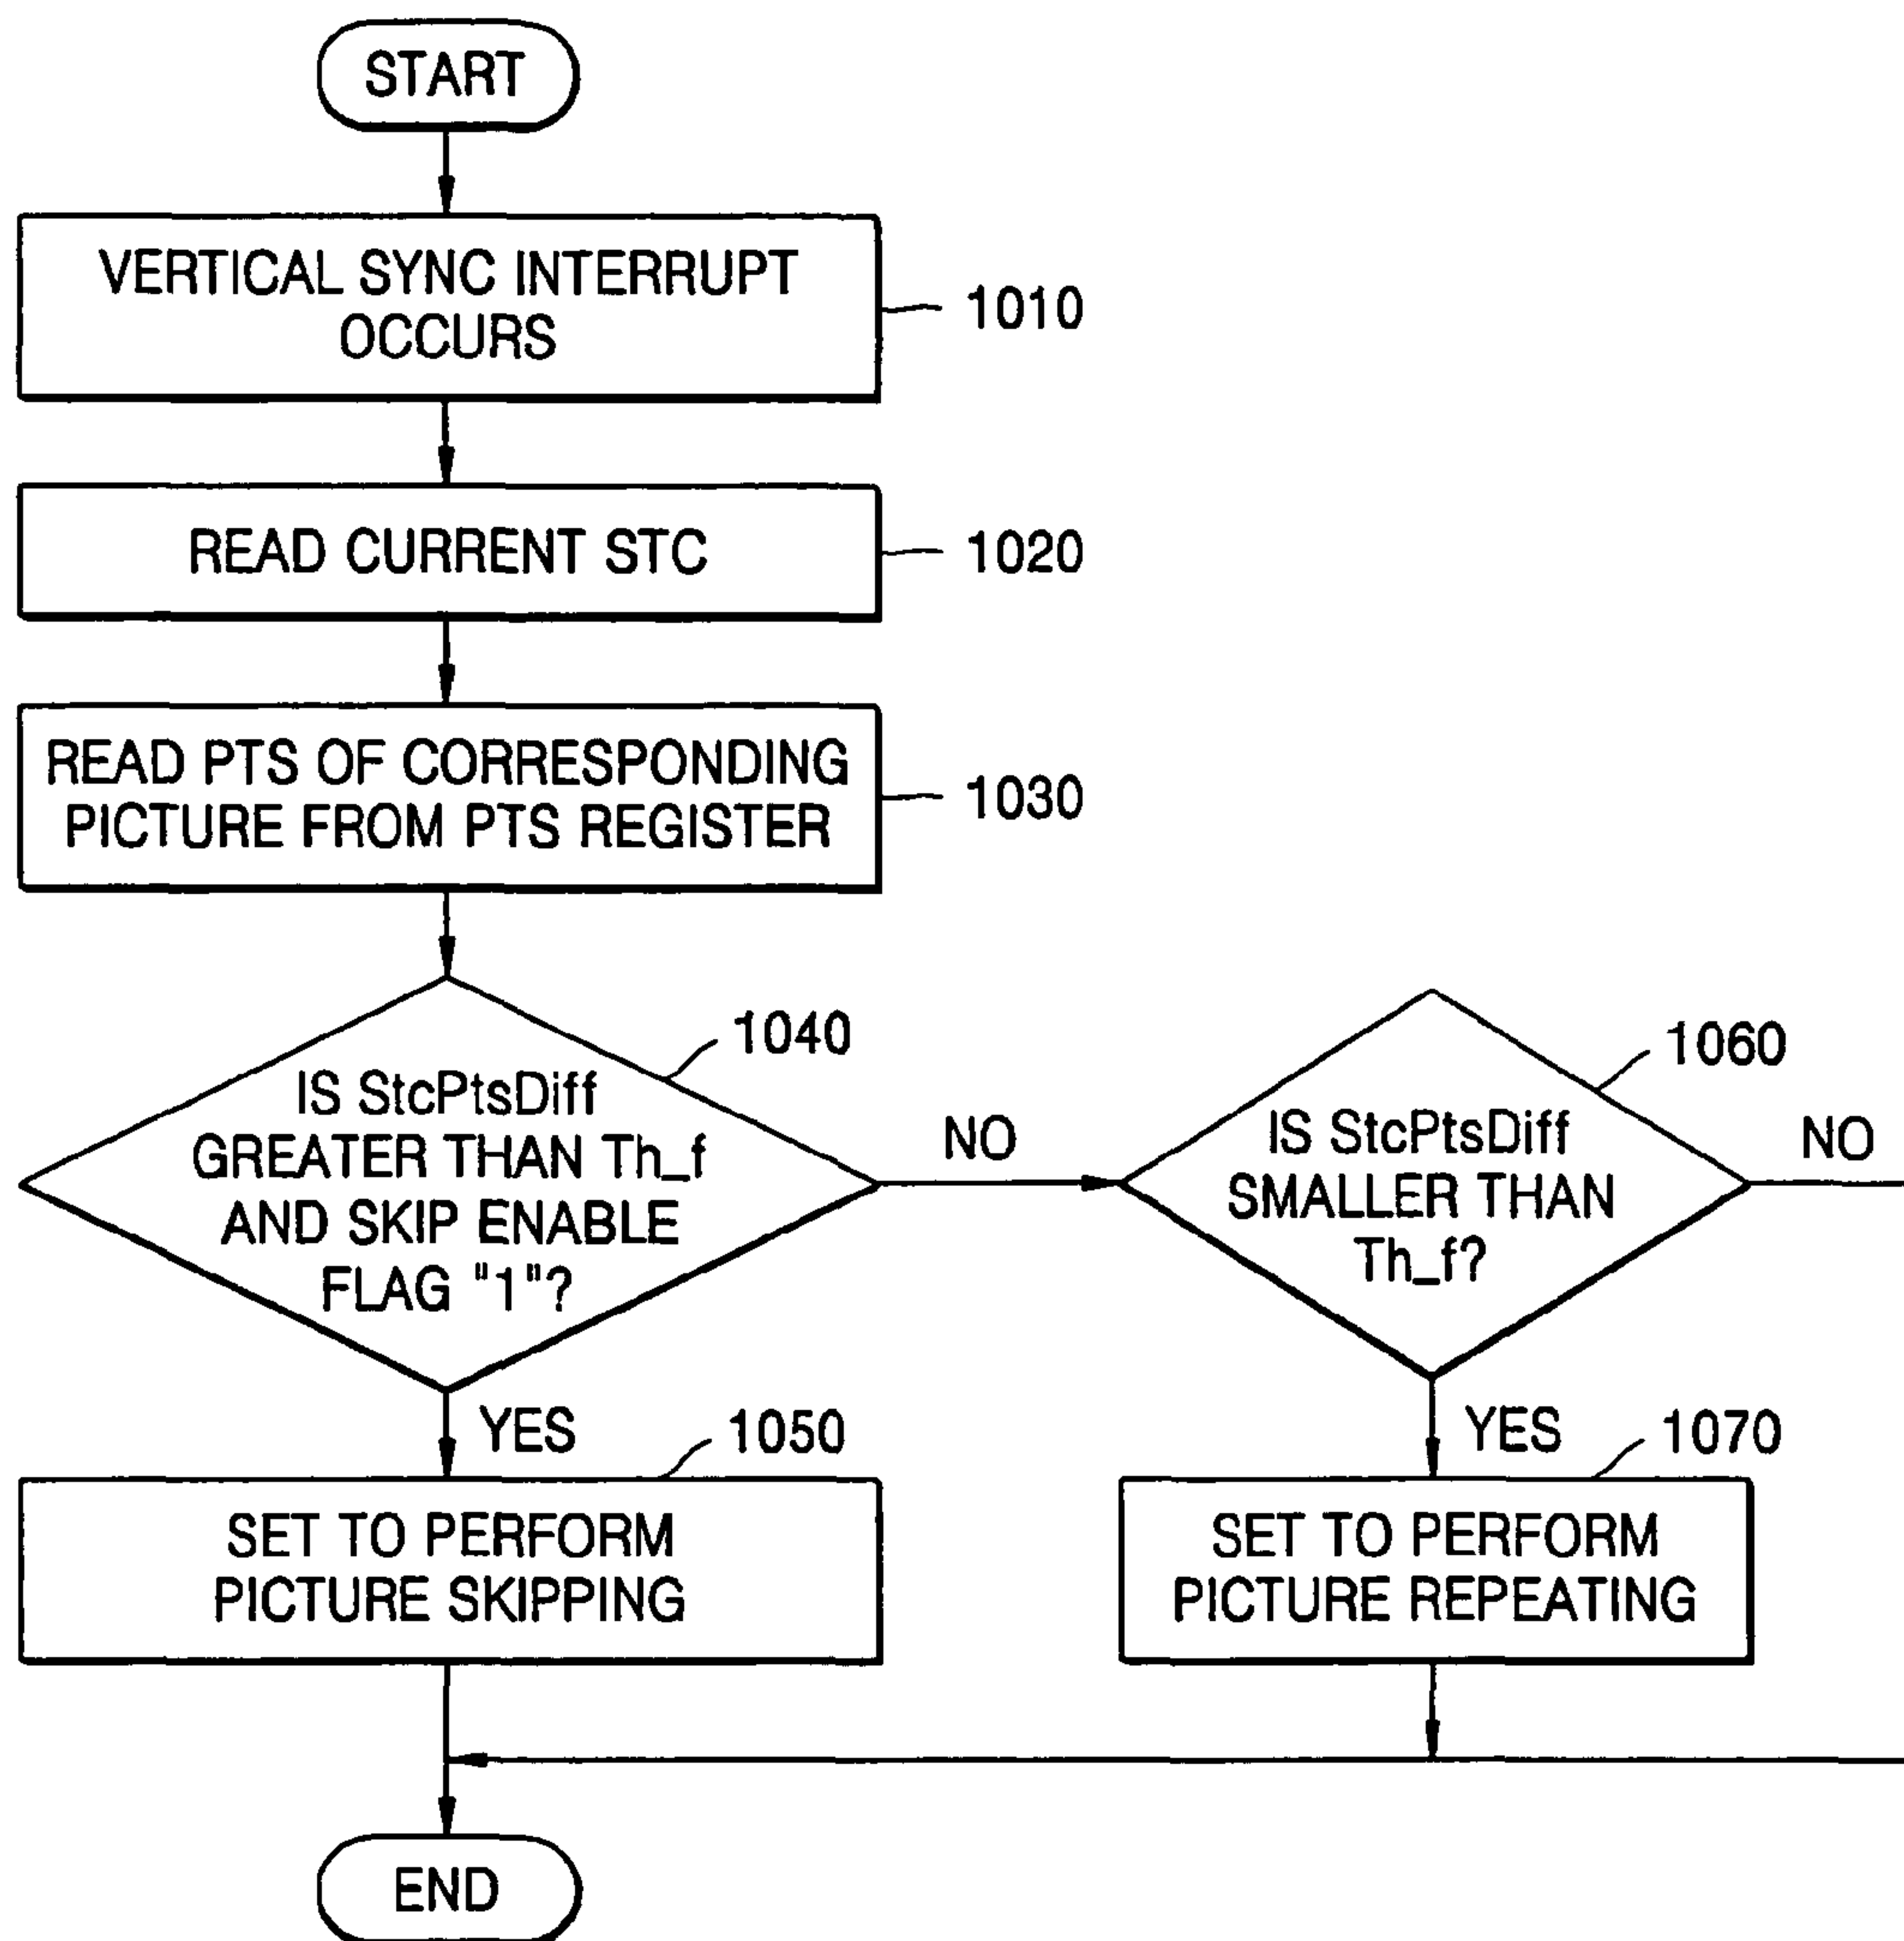 START
VERTICAL SYNC INTERRUPT
OCCURS
1010
READ CURRENT STC
1020
READ PTS OF CORRESPONDING
PICTURE FROM PTS REGISTER
1030
1040
IS StcPtsDiff
GREATER THAN Th_f
AND SKIP ENABLE
FLAG "1"?
NO
1060
IS StcPtsDiff
SMALLER THAN
Th_f?
NO
YES
1050
SET TO PERFORM
PICTURE SKIPPING
YES
1070
SET TO PERFORM
PICTURE REPEATING
END